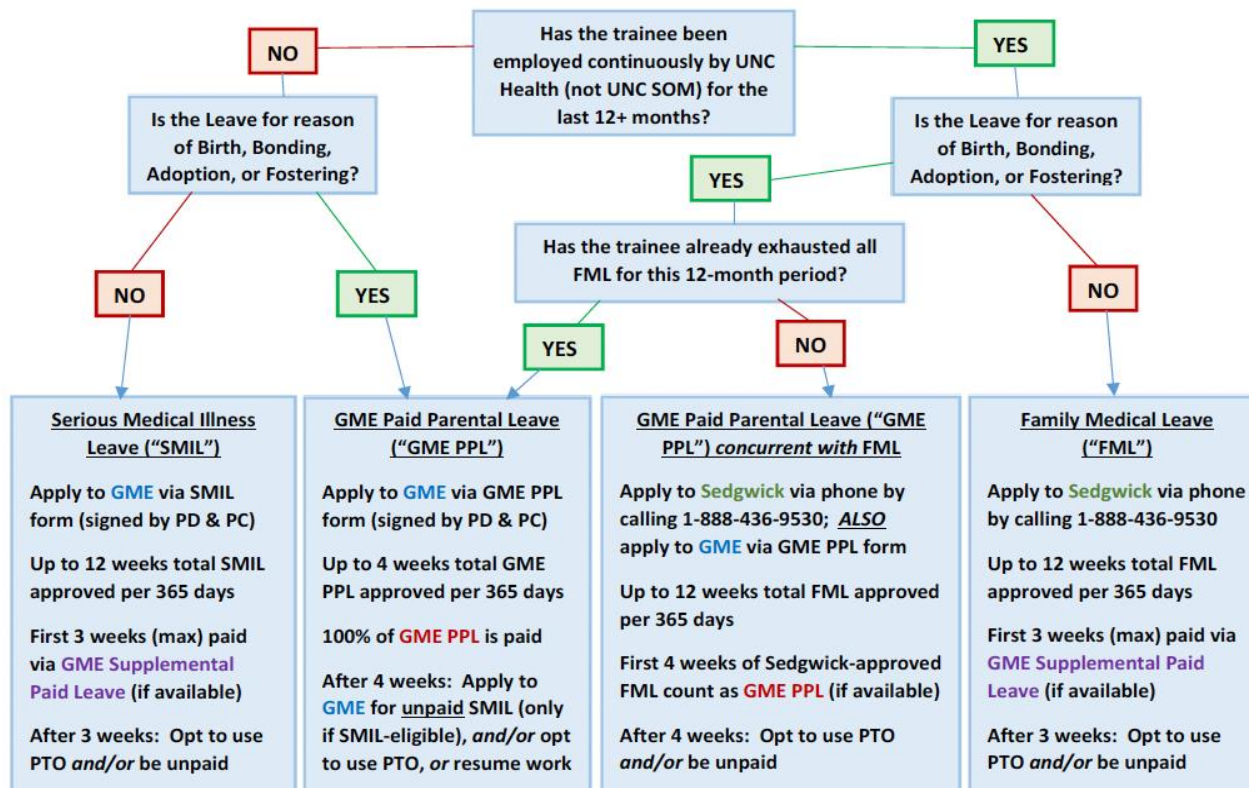 Has the trainee been
employed continuously by UNC
Health (not UNC SOM) for the
last 12+ months?
NO
YES
Is the Leave for reason
of Birth, Bonding,
Adoption, or Fostering?
Is the Leave for reason
of Birth, Bonding,
Adoption, or Fostering?
YES
Has the trainee already exhausted all
FML for this 12-month period?
NO
YES
YES
NO
NO
Serious Medical Illness
Leave (“SMIL”)
Apply to GME via SMIL
form (signed by PD & PC)
Up to 12 weeks total SMIL
approved per 365 days
First 3 weeks (max) paid
via GME Supplemental
Paid Leave (if available)
After 3 weeks: Opt to use
PTO and/or be unpaid
GME Paid Parental Leave
(“GME PPL”)
Apply to GME via GME PPL
form (signed by PD & PC)
Up to 4 weeks total GME
PPL approved per 365 days
100% of GME PPL is paid
After 4 weeks: Apply to
GME for unpaid SMIL (only
if SMIL-eligible), and/or opt
to use PTO, or resume work
GME Paid Parental Leave (“GME
PPL”) concurrent with FML
Apply to Sedgwick via phone by
calling 1-888-436-9530; ALSO
apply to GME via GME PPL form
Up to 12 weeks total FML approved
per 365 days
First 4 weeks of Sedgwick-approved
FML count as GME PPL (if available)
After 4 weeks: Opt to use PTO
and/or be unpaid
Family Medical Leave
(“FML”)
Apply to Sedgwick via phone
by calling 1-888-436-9530
Up to 12 weeks total FML
approved per 365 days
First 3 weeks (max) paid via
GME Supplemental Paid
Leave (if available)
After 3 weeks: Opt to use
PTO and/or be unpaid